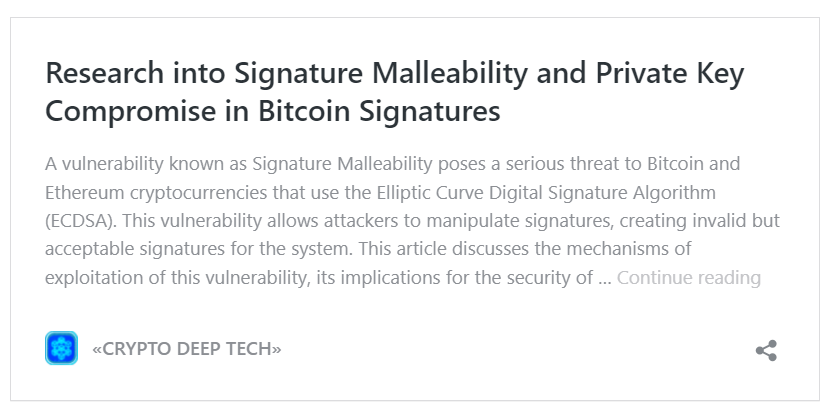 Research into Signature Malleability and Private Key
Compromise in Bitcoin Signatures
A vulnerability known as Signature Malleability poses a serious threat to Bitcoin and
Ethereum cryptocurrencies that use the Elliptic Curve Digital Signature Algorithm
(ECDSA). This vulnerability allows attackers to manipulate signatures, creating invalid but
acceptable signatures for the system. This article discusses the mechanisms of
exploitation of this vulnerability, its implications for the security of ... Continue reading
«CRYPTO DEEP TECH»